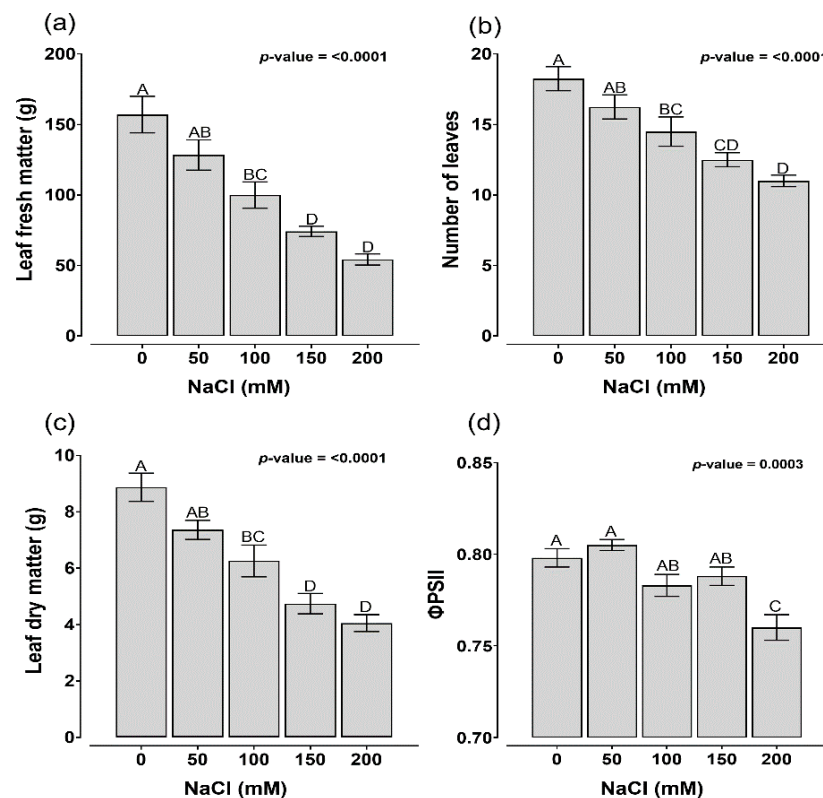 (a)
p-value = <0.0001
Leaf fresh matter (g)
200
150
100
50
0
A
AB
BC
D
D
0 50 100 150 200
NaCl (mM)
(b)
p-value = <0.0001
Number of leaves
20
15
10
5
0
A
AB
BC
CD
D
0 50 100 150 200
NaCl (mM)
(c)
p-value = <0.0001
Leaf dry matter (g)
10
8
6
4
2
0
A
AB
BC
D
D
0 50 100 150 200
NaCl (mM)
(d)
p-value = 0.0003
ΦPSII
0.85
0.80
0.75
0.70
A
A
AB
AB
C
0 50 100 150 200
NaCl (mM)